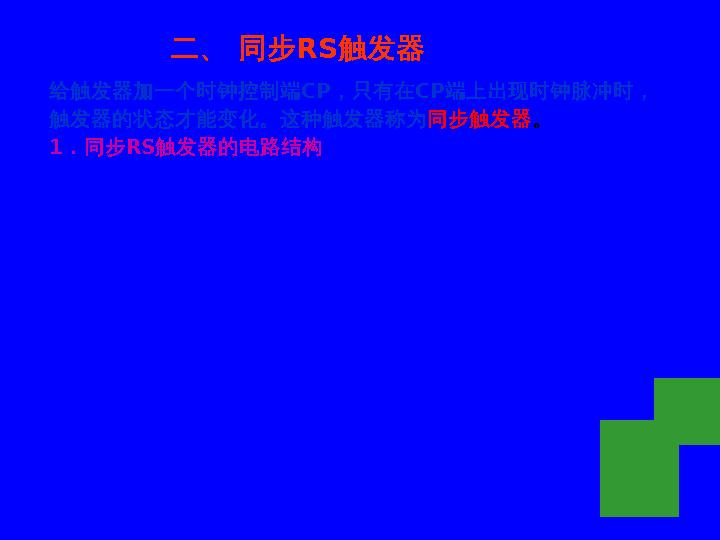 二、 同步RS触发器
给触发器加一个时钟控制端CP，只有在CP端上出现时钟脉冲时，
触发器的状态才能变化。这种触发器称为同步触发器。
1．同步RS触发器的电路结构